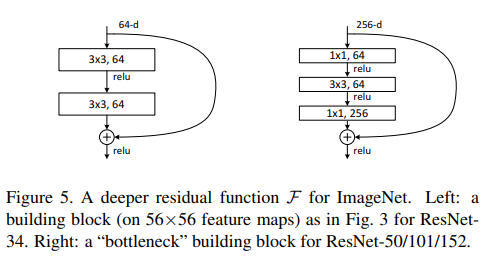 64-d
3x3, 64
relu
3x3, 64
+
relu
256-d
1x1, 64
relu
3x3, 64
relu
1x1, 256
+
relu
Figure 5. A deeper residual function F for ImageNet. Left: a
building block (on 56×56 feature maps) as in Fig. 3 for ResNet-
34. Right: a “bottleneck” building block for ResNet-50/101/152.